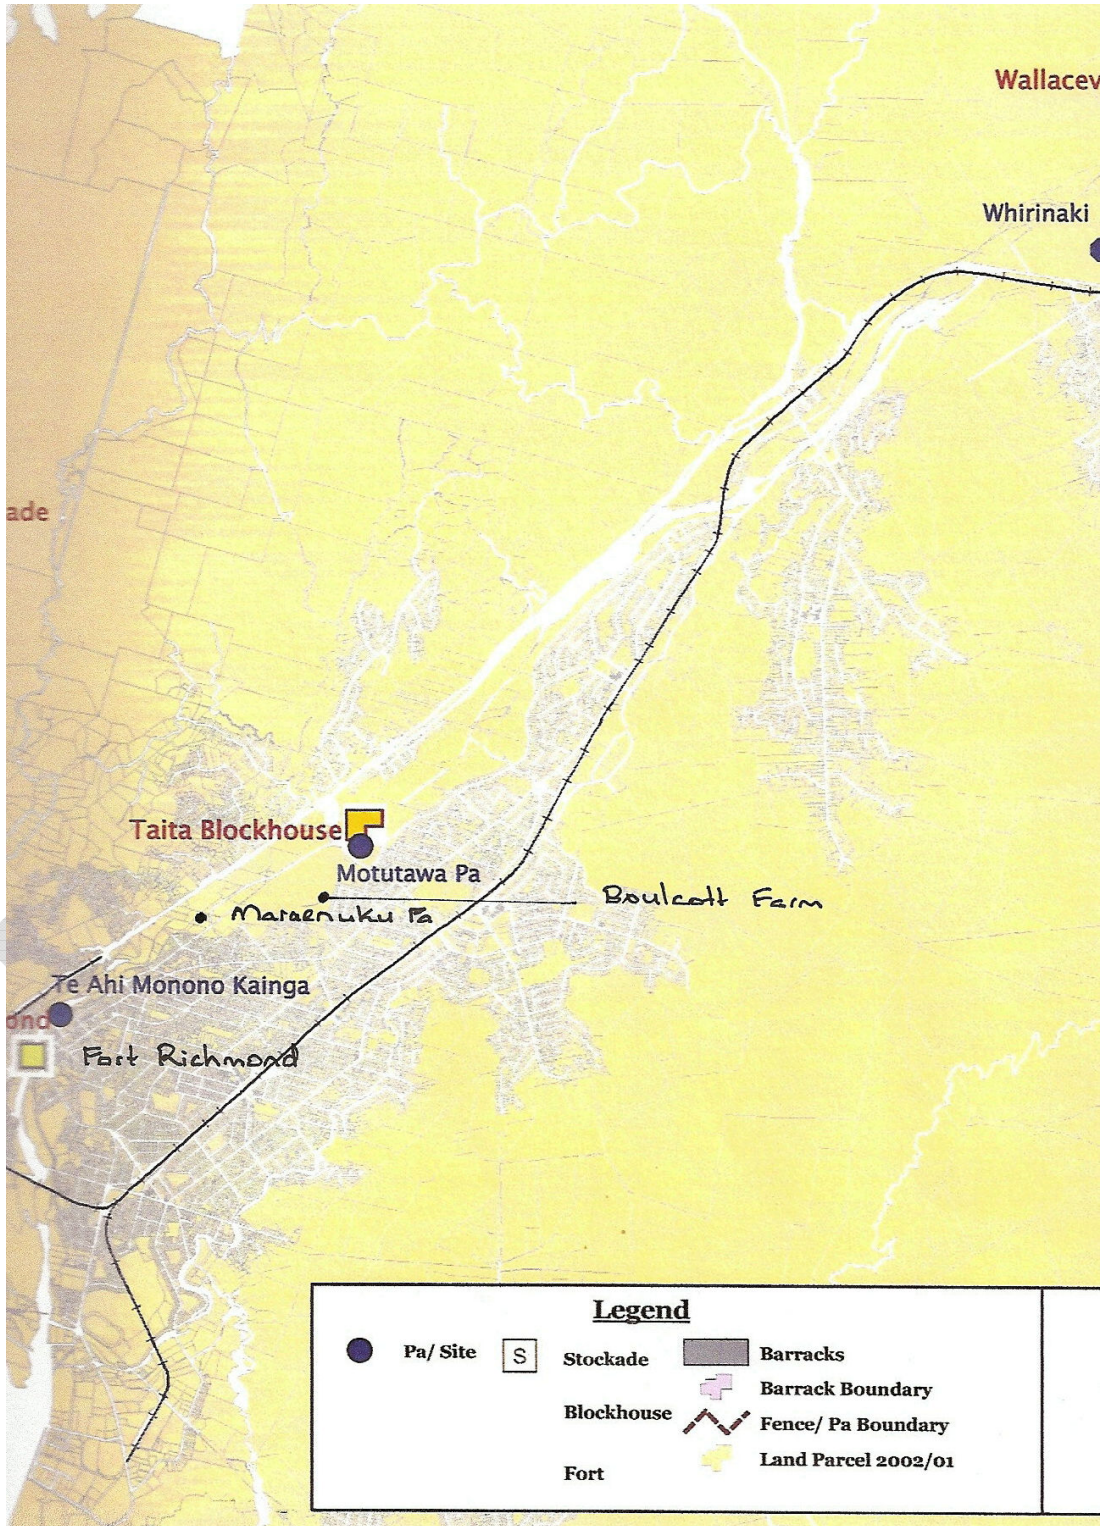 Wallacev
Whirinaki
ade
Taita Blockhouse
Motutawa Pa
Boulcott Farm
Maraenuku Pa
Te Ahi Monono Kainga
ond
Fort Richmond
Legend
Pa/ Site
S
Stockade
Barracks
Barrack Boundary
Blockhouse
Fence/ Pa Boundary
Land Parcel 2002/01
Fort